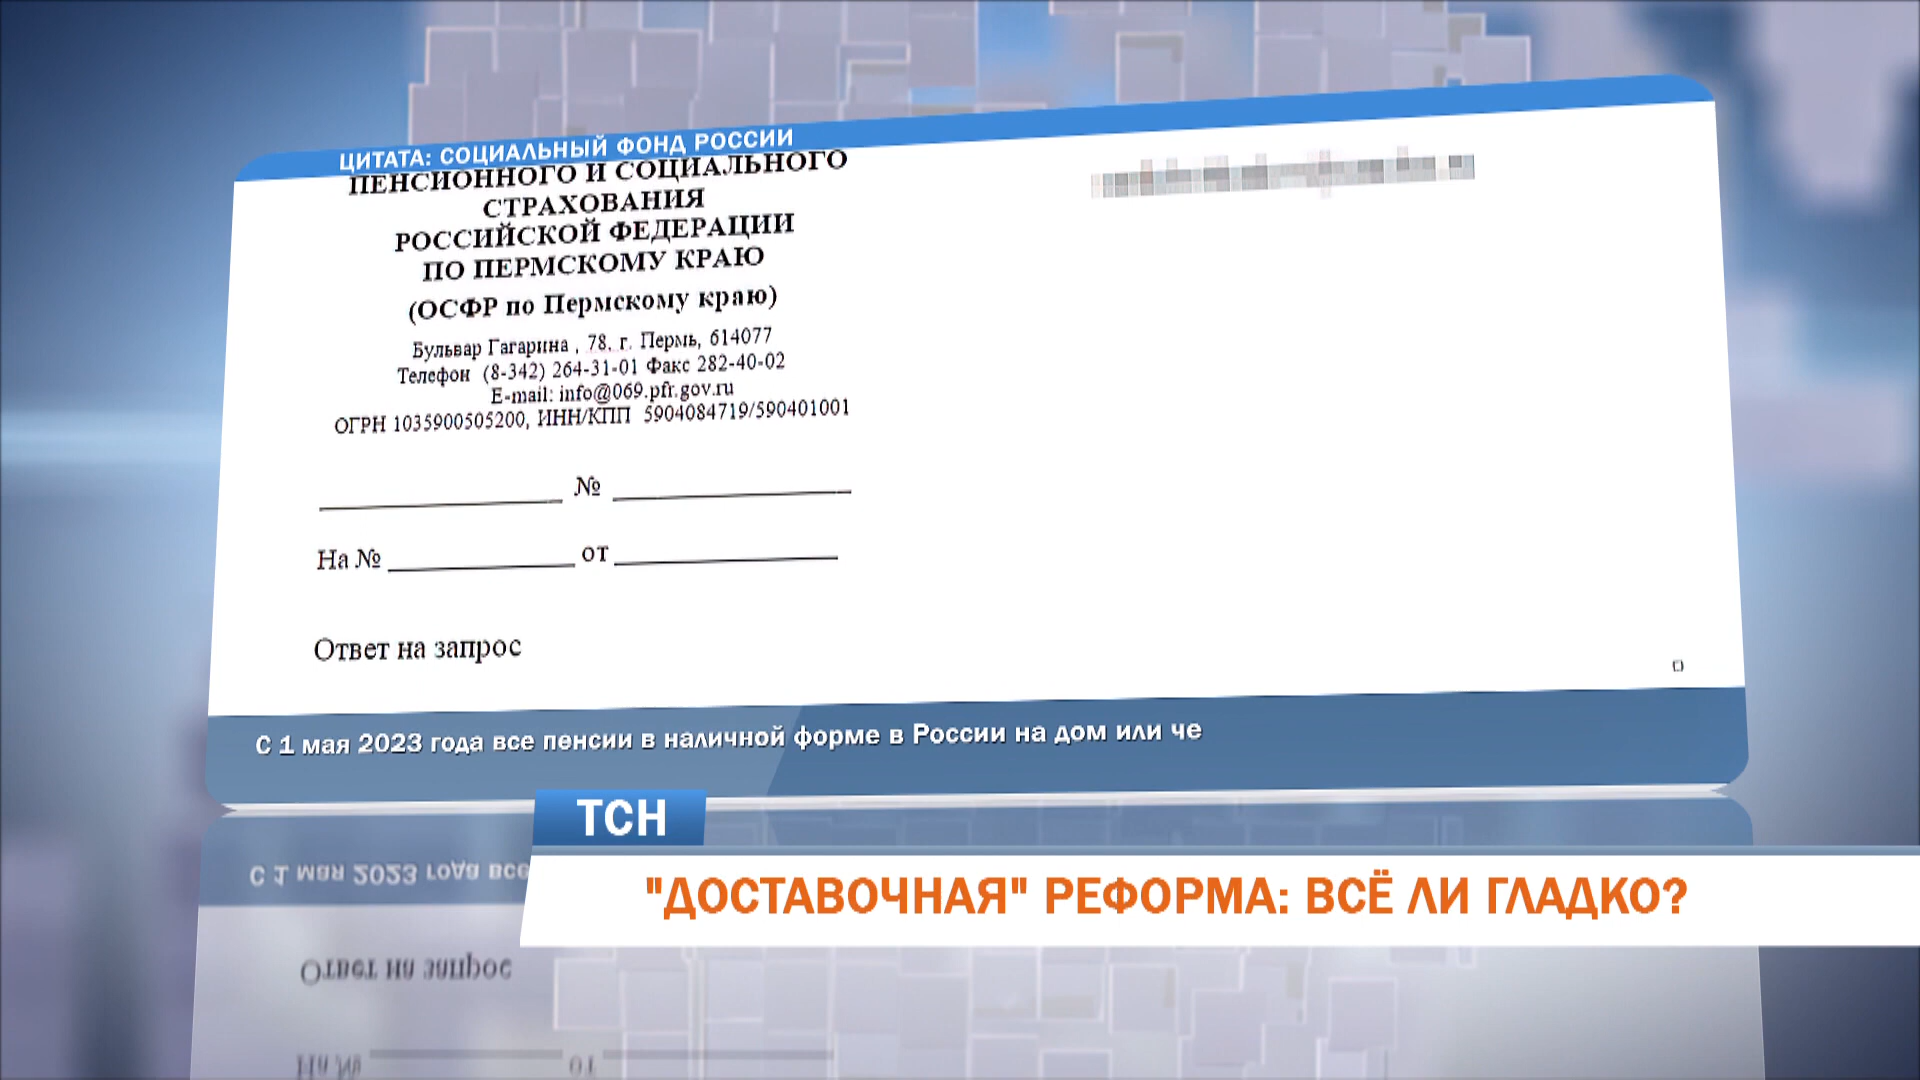 ЦИТАТА: СОЦИАЛЬНЫЙ ФОНД РОССИИ
ПЕНСИОННОГО И СОЦИАЛЬНОГО
СТРАХОВАНИЯ
РОССИЙСКОЙ ФЕДЕРАЦИИ
ПО ПЕРМСКОМУ КРАЮ
(ОСФР по Пермскому краю)
Бульвар Гагарина , 78, г. Пермь, 614077
Телефон (8-342) 264-31-01 Факс 282-40-02
E-mail: info@069.pfr.gov.ru
ОГРН 1035900505200, ИНН/КПП 5904084719/590401001
№
На № от
Ответ на запрос
С 1 мая 2023 года все пенсии в наличной форме в России на дом или че
ТСН
"ДОСТАВОЧНАЯ" РЕФОРМА: ВСЁ ЛИ ГЛАДКО?